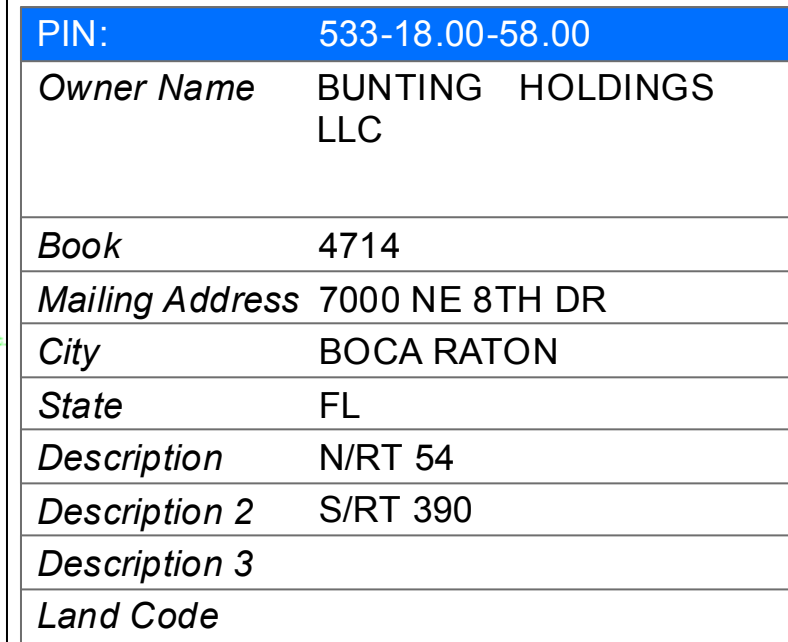 PIN: 533-18.00-58.00
Owner Name BUNTING HOLDINGS
LLC
Book 4714
Mailing Address 7000 NE 8TH DR
City BOCA RATON
State FL
Description N/RT 54
Description 2 S/RT 390
Description 3
Land Code